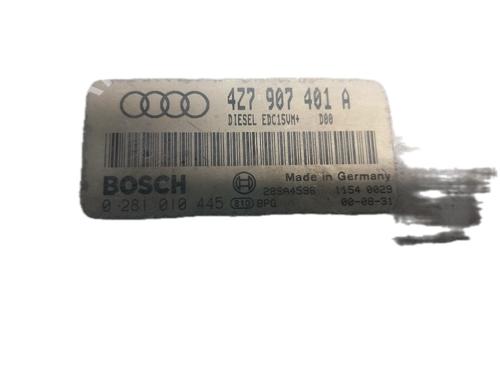 4Z7 907 401 A
DIESEL EDC15VM+ D00
BOSCH
Made in Germany
28SA4596 1154 0029
0 281 010 445 810 BPG 00-08-31